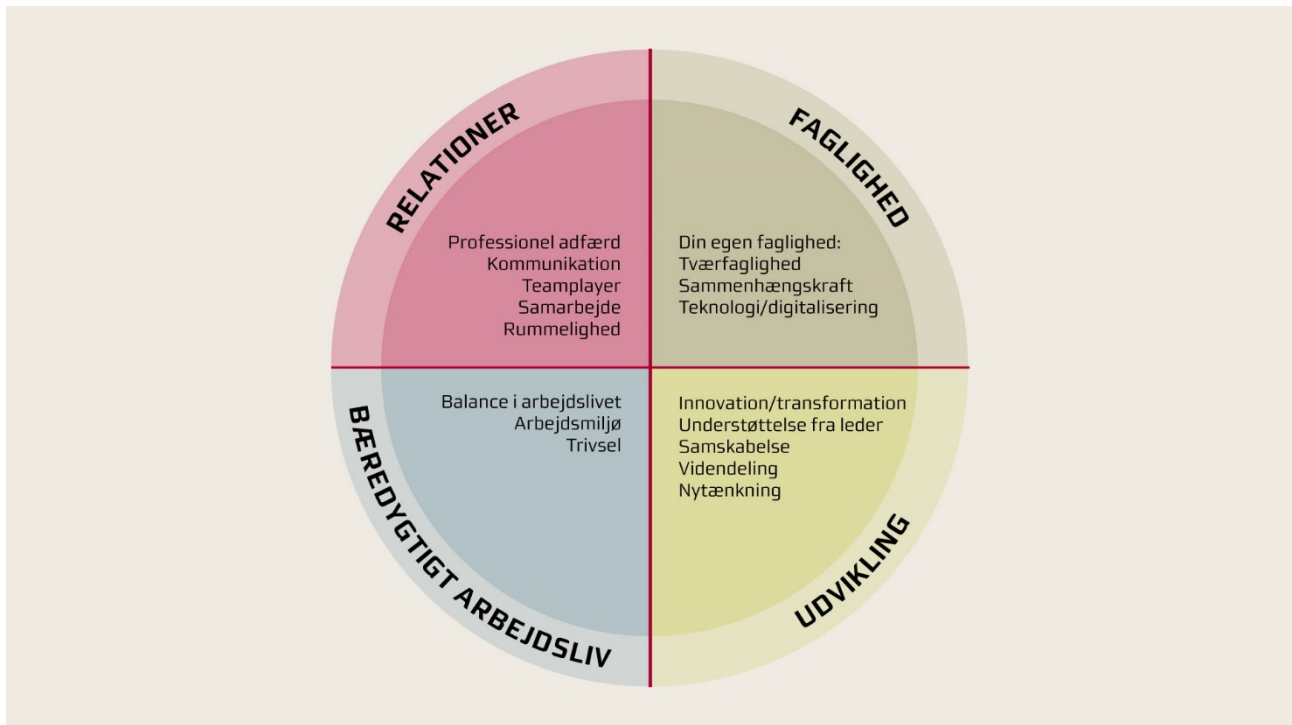 RELATIONER
Professionel adfærd
Kommunikation
Teamplayer
Samarbejde
Rummelighed
FAGLIGHED
Din egen faglighed:
Tværfaglighed
Sammenhængskraft
Teknologi/digitalisering
BÆREDYGTIGT ARBEJDSLIV
Balance i arbejdslivet
Arbejdsmiljø
Trivsel
Innovation/transformation
Understøttelse fra leder
Samskabelse
Videndeling
Nytænkning
UDVIKLING